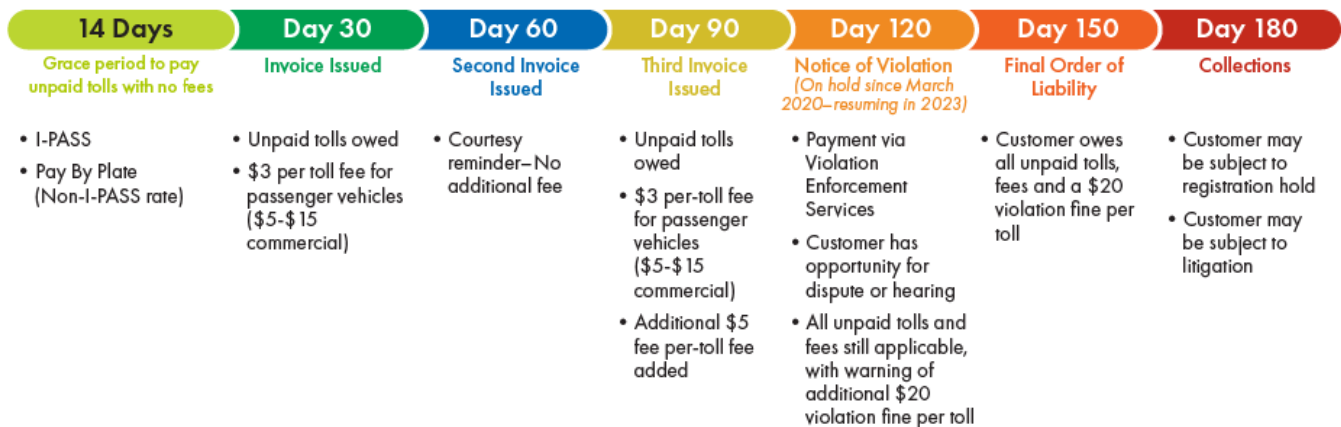 14 Days
Grace period to pay
unpaid tolls with no fees
• I-PASS
• Pay By Plate
(Non-I-PASS rate)
Day 30
Invoice Issued
• Unpaid tolls owed
• $3 per toll fee for
passenger vehicles
($5-$15
commercial)
Day 60
Second Invoice
Issued
• Courtesy
reminder–No
additional fee
Day 90
Third Invoice
Issued
• Unpaid tolls
owed
• $3 per-toll fee
for passenger
vehicles
($5-$15
commercial)
• Additional $5
fee per-toll fee
added
Day 120
Notice of Violation
(On hold since March
2020–resuming in 2023)
• Payment via
Violation
Enforcement
Services
• Customer has
opportunity for
dispute or hearing
• All unpaid tolls and
fees still applicable,
with warning of
additional $20
violation fine per toll
Day 150
Final Order of
Liability
• Customer owes
all unpaid tolls,
fees and a $20
violation fine per
toll
Day 180
Collections
• Customer may
be subject to
registration hold
• Customer may
be subject to
litigation